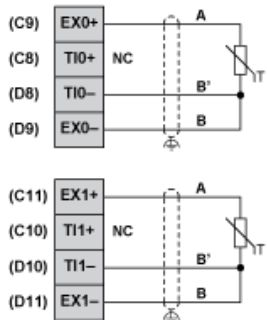 (C9) EX0+ A
(C8) TI0+ NC
(D8) TI0– B'
(D9) EX0– B
T
(C11) EX1+ A
(C10) TI1+ NC
(D10) TI1– B'
(D11) EX1– B
T